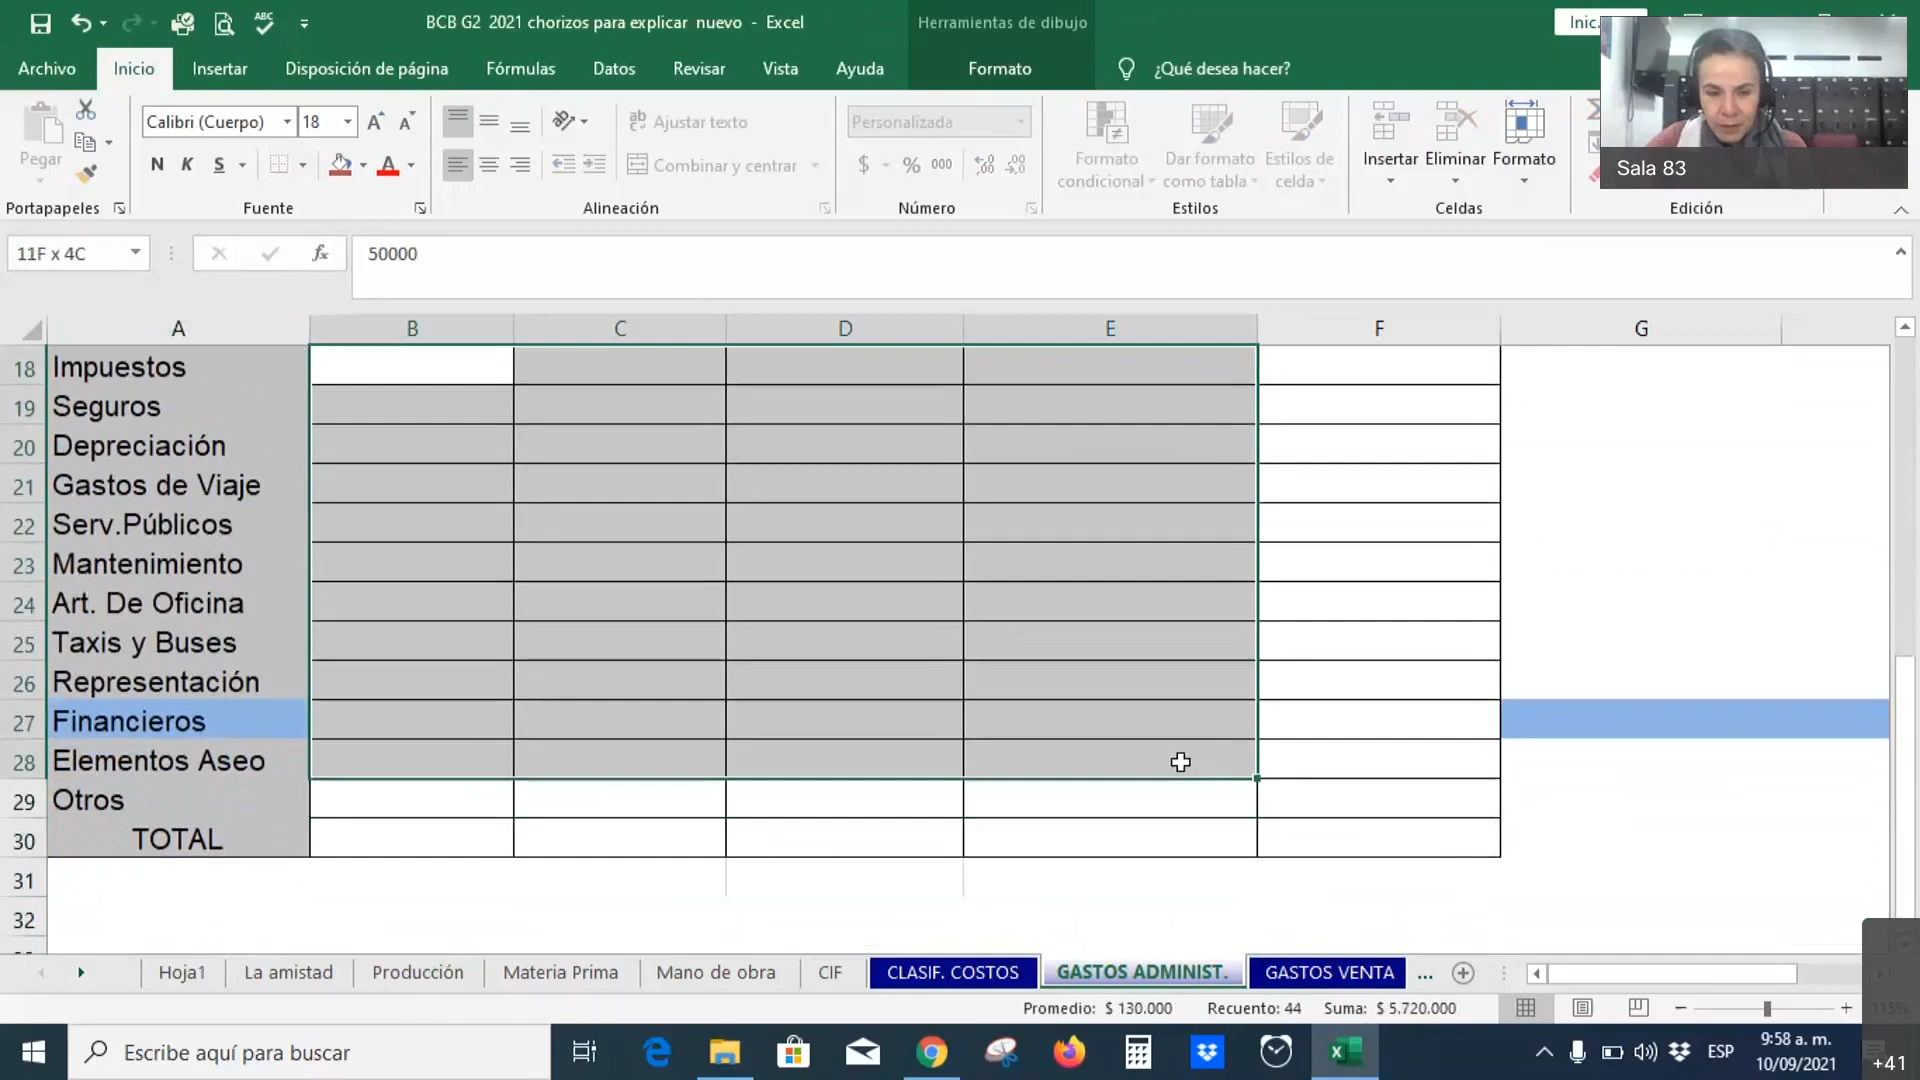 BCB G2 2021 chorizos para explicar nuevo - Excel
Herramientas de dibujo
Inic
Archivo Inicio Insertar Disposición de página Fórmulas Datos Revisar Vista Ayuda Formato ¿Qué desea hacer?
Pegar
Calibri (Cuerpo) 18
N K S
Ajustar texto
Combinar y centrar
Personalizada
$ % 000
Formato condicional
Dar formato como tabla
Estilos de celda
Insertar Eliminar Formato
Portapapeles Fuente Alineación Número Estilos Celdas Edición
Sala 83
11F x 4C fx 50000
A B C D E F G
18 Impuestos
19 Seguros
20 Depreciación
21 Gastos de Viaje
22 Serv.Públicos
23 Mantenimiento
24 Art. De Oficina
25 Taxis y Buses
26 Representación
27 Financieros
28 Elementos Aseo
29 Otros
30 TOTAL
31
32
Hoja1 La amistad Producción Materia Prima Mano de obra CIF CLASIF. COSTOS GASTOS ADMINIST. GASTOS VENTA ...
Promedio: $ 130.000 Recuento: 44 Suma: $ 5.720.000
Escribe aquí para buscar
ESP
9:58 a. m.
10/09/2021
+41